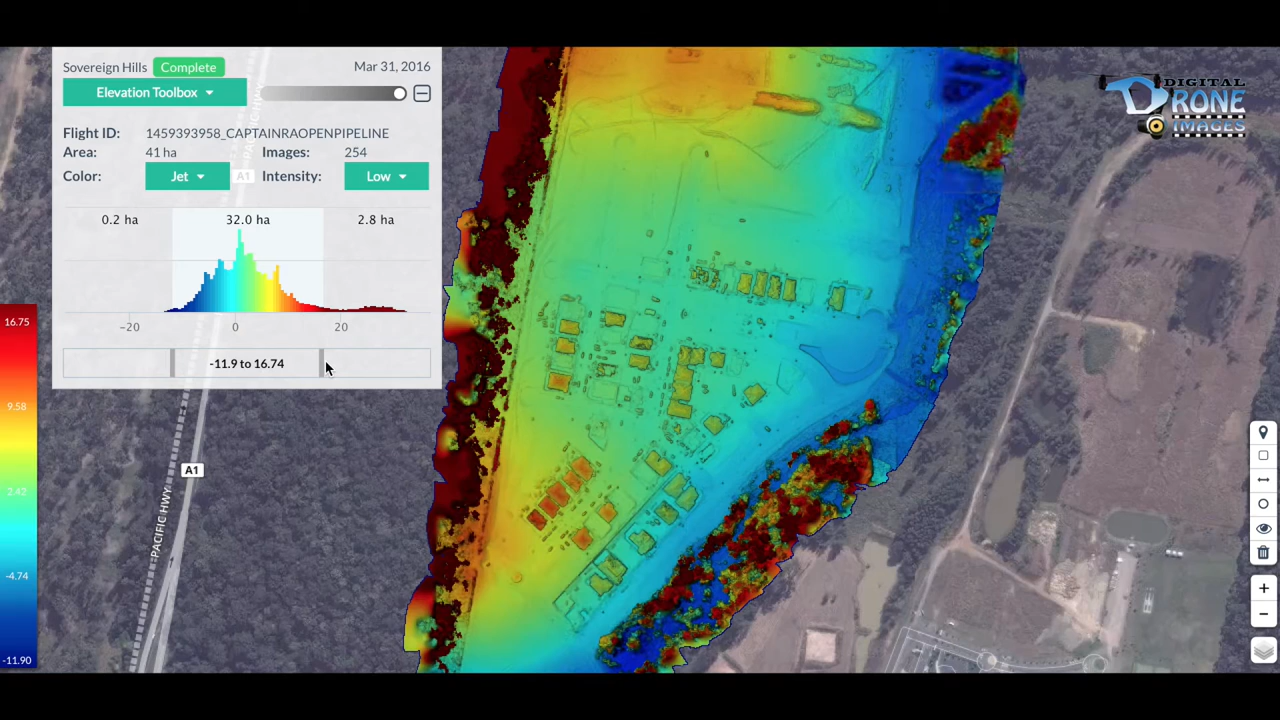 Sovereign Hills Complete Mar 31, 2016
Elevation Toolbox
Flight ID: 1459393958_CAPTAINRAOPENPIPELINE
Area: 41 ha Images: 254
Color: Jet A1 Intensity: Low
0.2 ha 32.0 ha 2.8 ha
−20 0 20
-11.9 to 16.74
16.75
9.58
2.42
-4.74
-11.90
A1
PACIFIC HWY
DIGITAL
DRONE
IMAGES